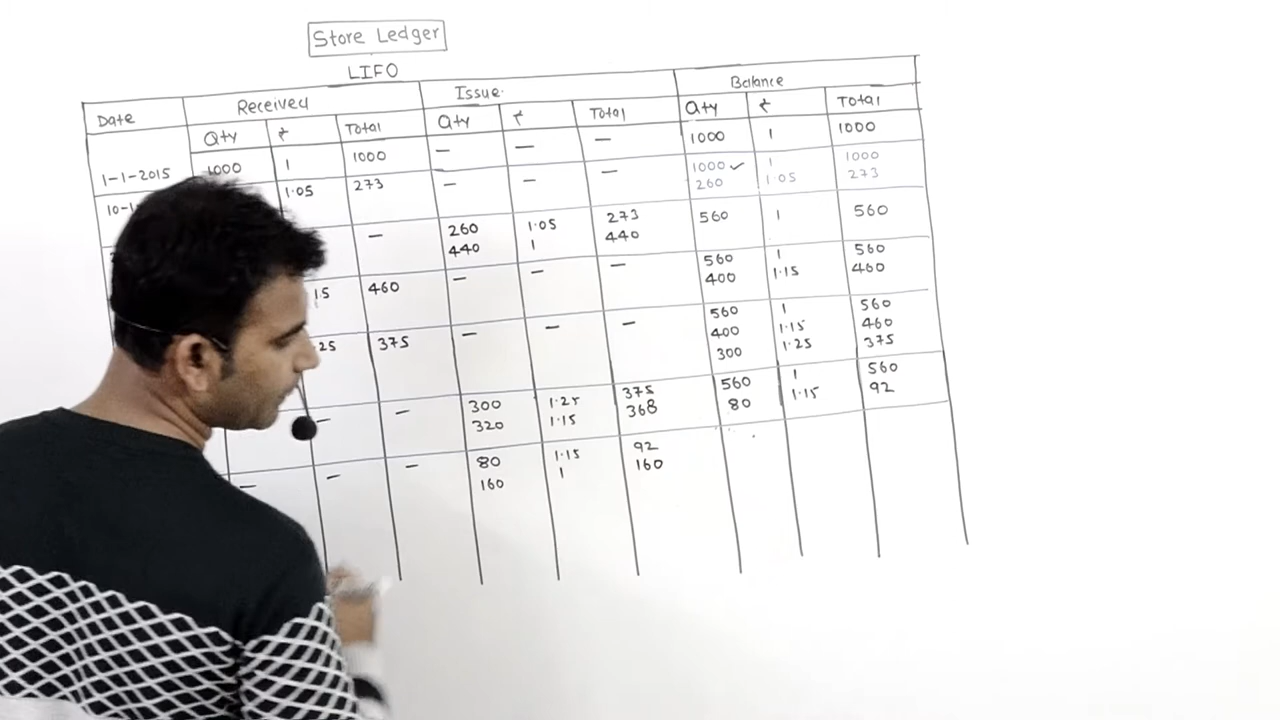 Store Ledger
LIFO
Date Received Issue Balance
Qty ₹ Total Qty ₹ Total Qty ₹ Total
1-1-2015 1000 1 1000 — — — 1000 1 1000
10-1 1.05 273 — — — 1000 ✓ 1 1000
260 1.05 273
— 260 1.05 273 560 1 560
440 1 440
1.5 460 — — — 560 1 560
400 1.15 460
25 375 — — — 560 1 560
400 1.15 460
300 1.25 375
— — 300 1.25 375 560 1 560
320 1.15 368 80 1.15 92
— — — 80 1.15 92
160 1 160